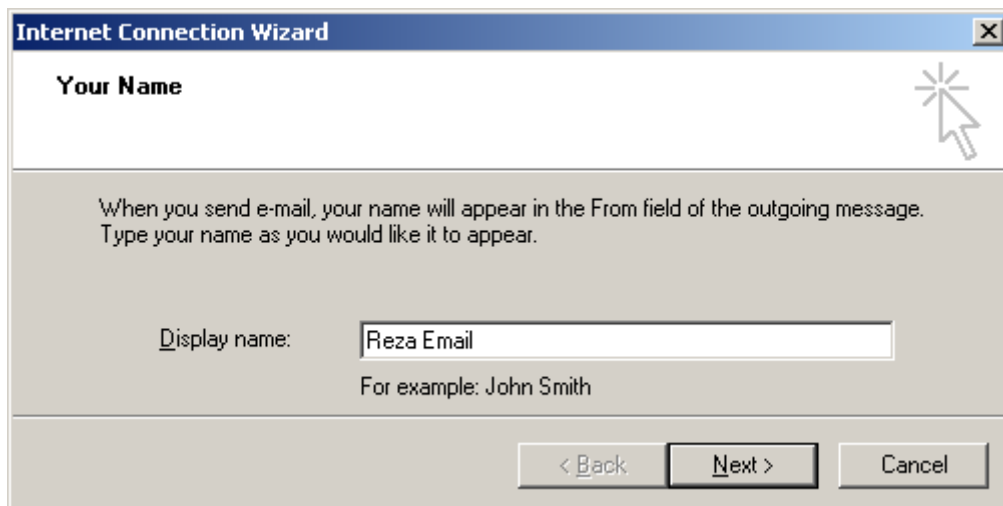 Internet Connection Wizard
Your Name
When you send e-mail, your name will appear in the From field of the outgoing message.
Type your name as you would like it to appear.
Display name: Reza Email
For example: John Smith
< Back Next > Cancel